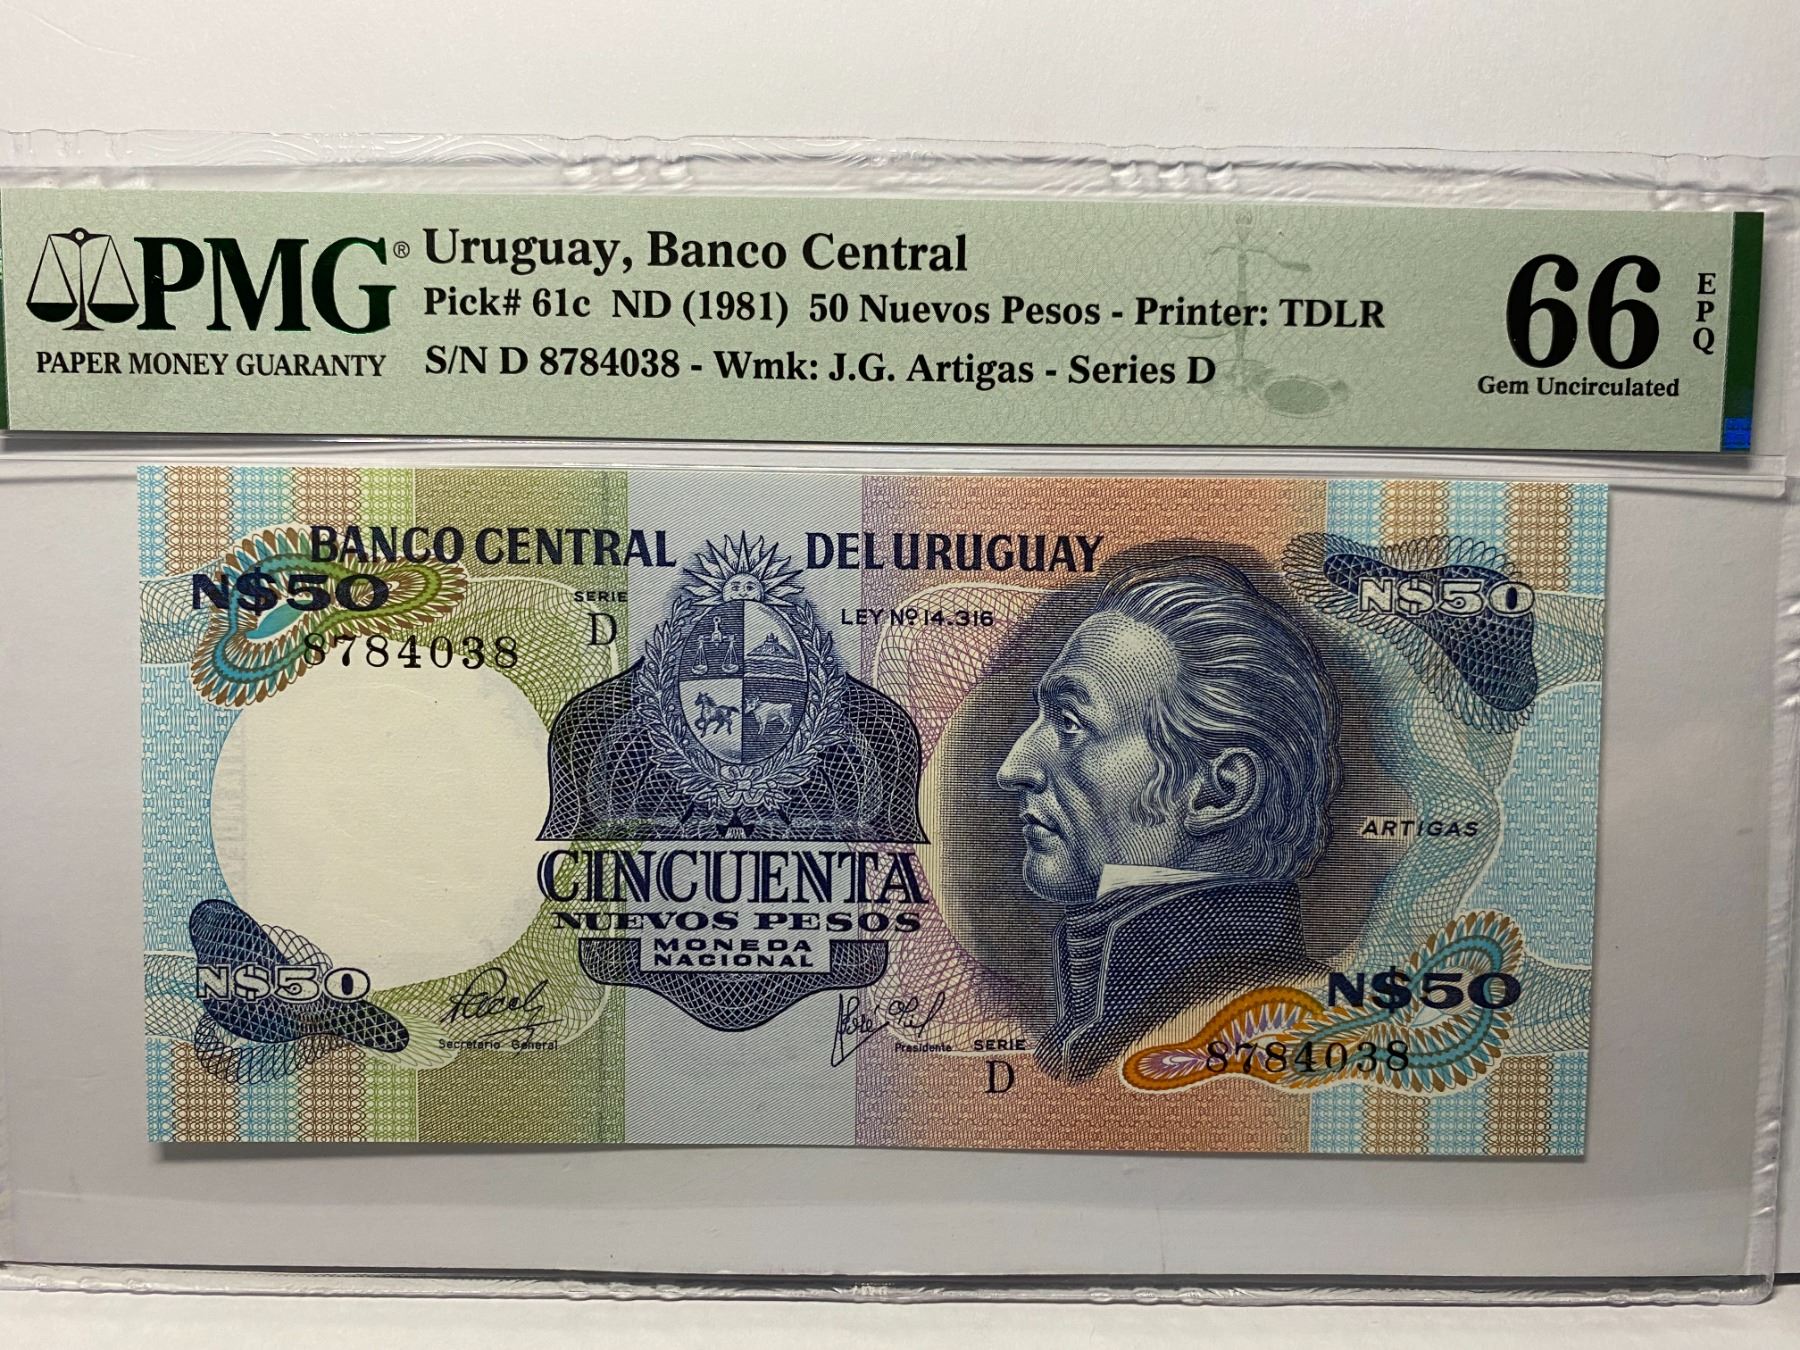 PMG®
PAPER MONEY GUARANTY
Uruguay, Banco Central
Pick# 61c ND (1981) 50 Nuevos Pesos - Printer: TDLR
S/N D 8784038 - Wmk: J.G. Artigas - Series D
66
EPQ
Gem Uncirculated
BANCO CENTRAL DEL URUGUAY
N$50
SERIE
D
LEY Nº 14.316
N$50
8784038
ARTIGAS
CINCUENTA
NUEVOS PESOS
MONEDA
NACIONAL
N$50
N$50
Secretario General
Presidente
SERIE
D
8784038